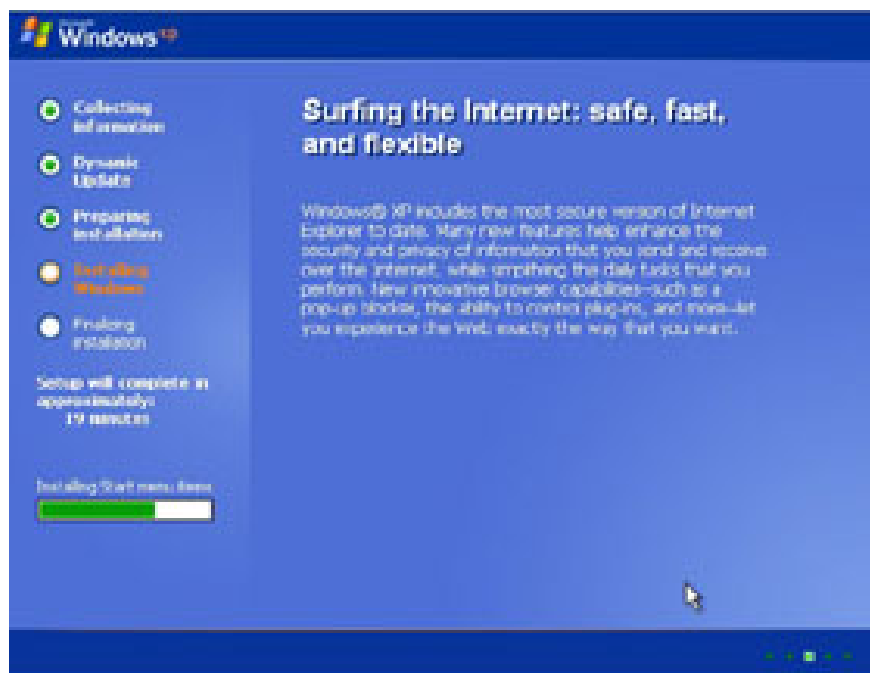 Microsoft
Windows xp
Collecting
information
Dynamic
Update
Preparing
installation
Installing
Windows
Finalizing
installation
Setup will complete in
approximately:
19 minutes
Installing Start menu items
Surfing the Internet: safe, fast,
and flexible
Windows® XP includes the most secure version of Internet
Explorer to date. Many new features help enhance the
security and privacy of information that you send and receive
over the Internet, while simplifying the daily tasks that you
perform. New innovative browser capabilities--such as a
pop-up blocker, the ability to control plug-ins, and more--let
you experience the Web exactly the way that you want.